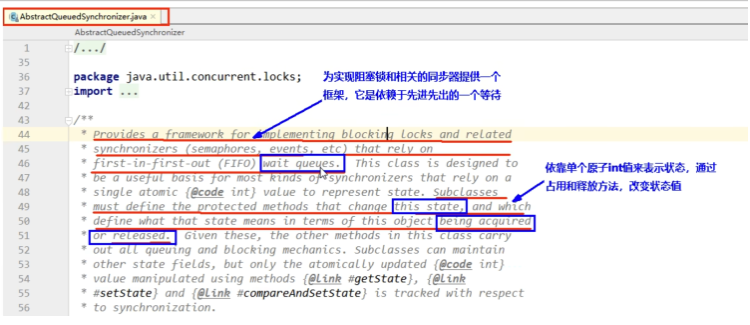 AbstractQueuedSynchronizer.java ×
AbstractQueuedSynchronizer
1 /.../
35
36 package java.util.concurrent.locks;
37 import ...
42
43 /**
44 * Provides a framework for implementing blocking locks and related
45 * synchronizers (semaphores, events, etc) that rely on
46 * first-in-first-out (FIFO) wait queues. This class is designed to
47 * be a useful basis for most kinds of synchronizers that rely on a
48 * single atomic {@code int} value to represent state. Subclasses
49 * must define the protected methods that change this state, and which
50 * define what that state means in terms of this object being acquired
51 * or released. Given these, the other methods in this class carry
52 * out all queuing and blocking mechanics. Subclasses can maintain
53 * other state fields, but only the atomically updated {@code int}
54 * value manipulated using methods {@link #getState}, {@link
55 * #setState} and {@link #compareAndSetState} is tracked with respect
56 * to synchronization.
为实现阻塞锁和相关的同步器提供一个
框架，它是依赖于先进先出的一个等待
依靠单个原子int值来表示状态，通过
占用和释放方法，改变状态值